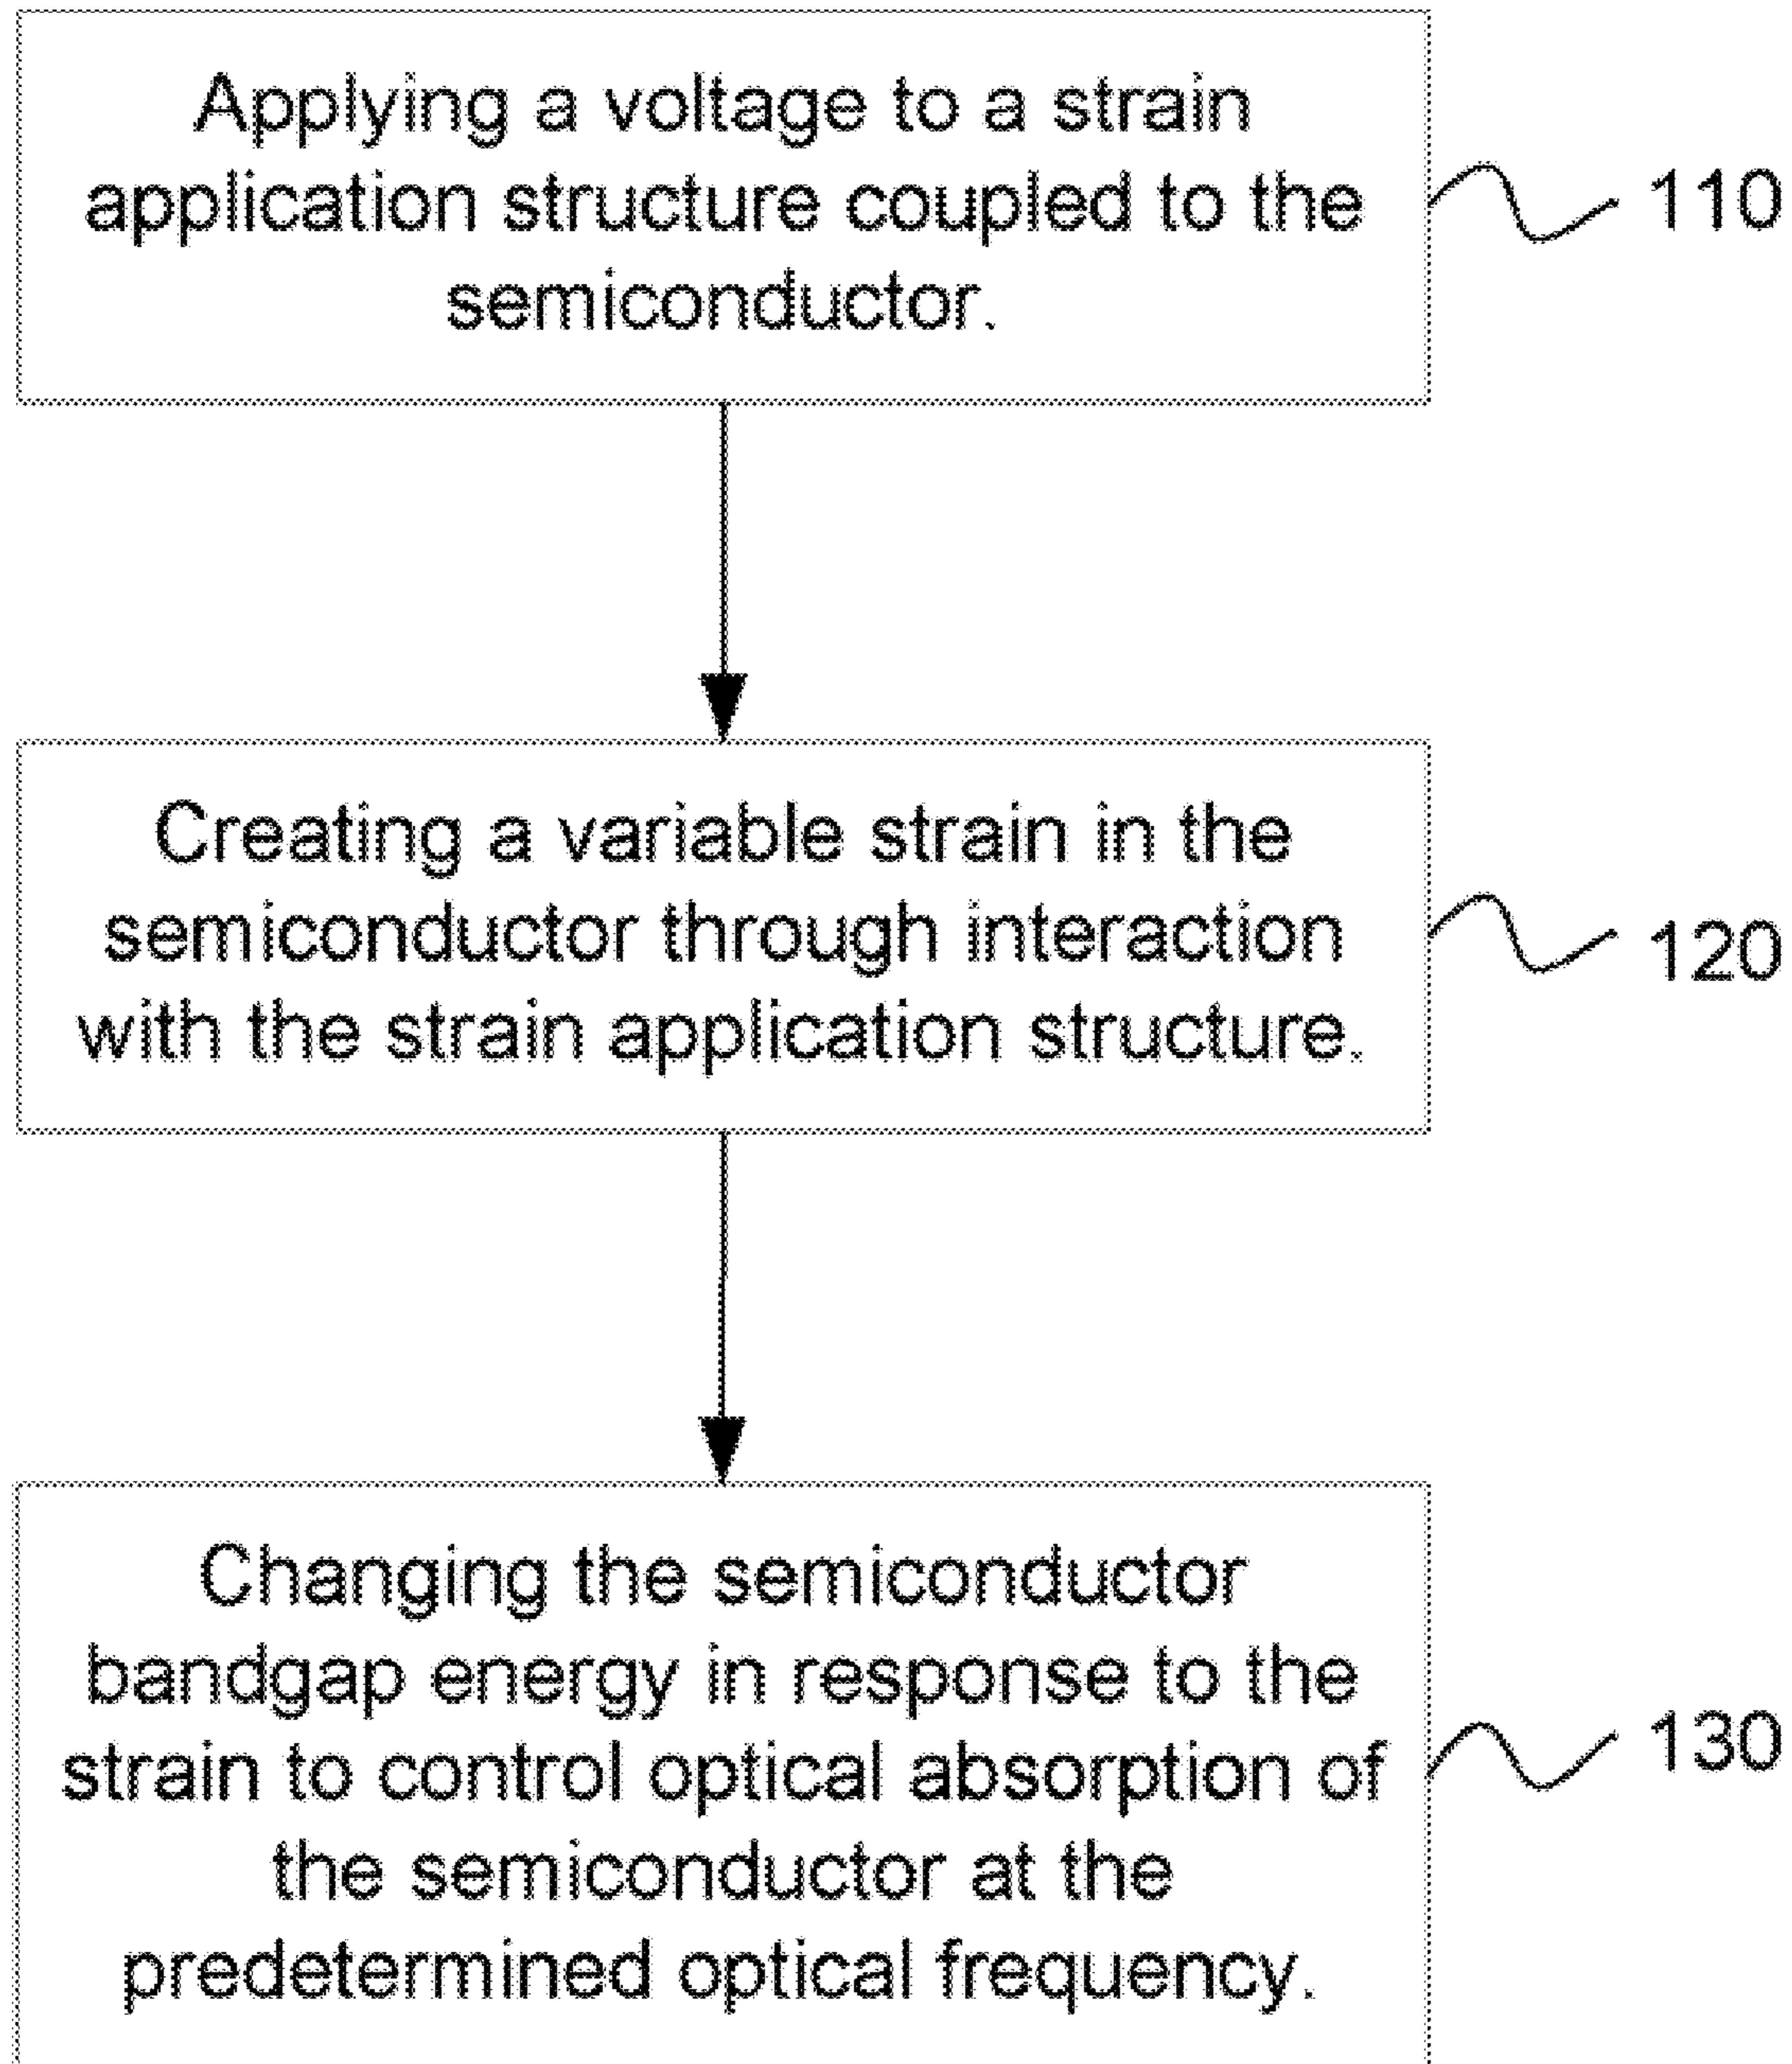 Applying a voltage to a strain
application structure coupled to the
semiconductor.
110
Creating a variable strain in the
semiconductor through interaction
with the strain application structure.
120
Changing the semiconductor
bandgap energy in response to the
strain to control optical absorption of
the semiconductor at the
predetermined optical frequency.
130